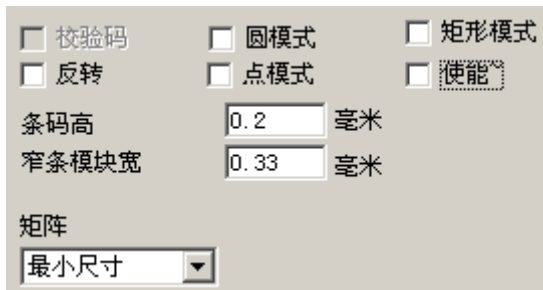 校验码 圆模式 矩形模式
反转 点模式 使能~
条码高 0.2 毫米
窄条模块宽 0.33 毫米
矩阵
最小尺寸